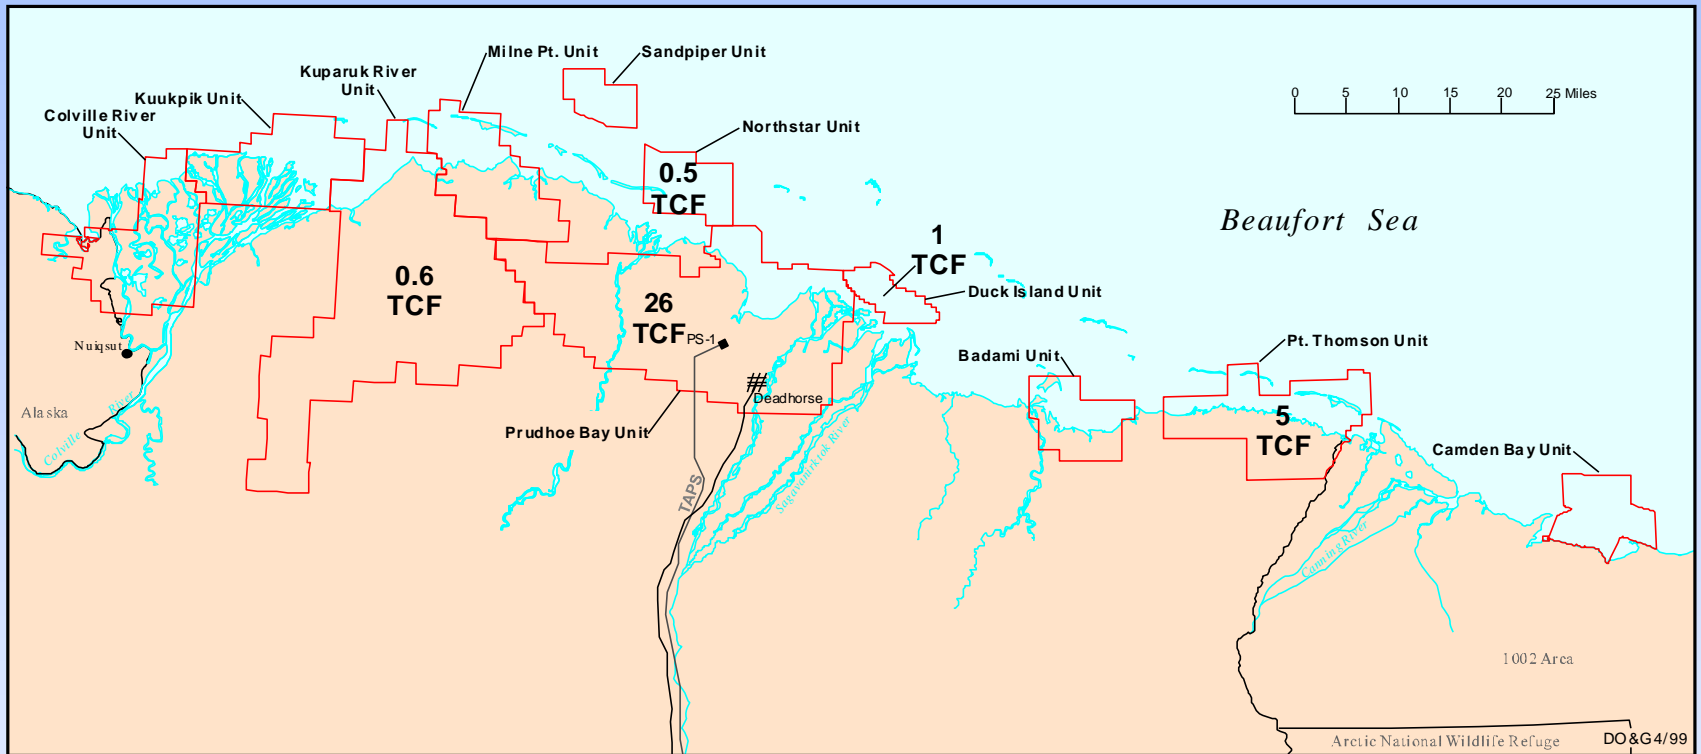 Milne Pt. Unit
Sandpiper Unit
Kuparuk River
Unit
Kuukpik Unit
Colville River
Unit
0 5 10 15 20 25 Miles
Northstar Unit
0.5
TCF
Beaufort Sea
1
TCF
Duck Island Unit
0.6
TCF
26
TCF
PS-1
Nuiqsut
Badami Unit
Pt. Thomson Unit
#
Deadhorse
Alaska
Colville River
Prudhoe Bay Unit
5
TCF
Camden Bay Unit
TAPS
Sagavanirktok River
Canning River
1002 Area
Arctic National Wildlife Refuge
DO&G4/99